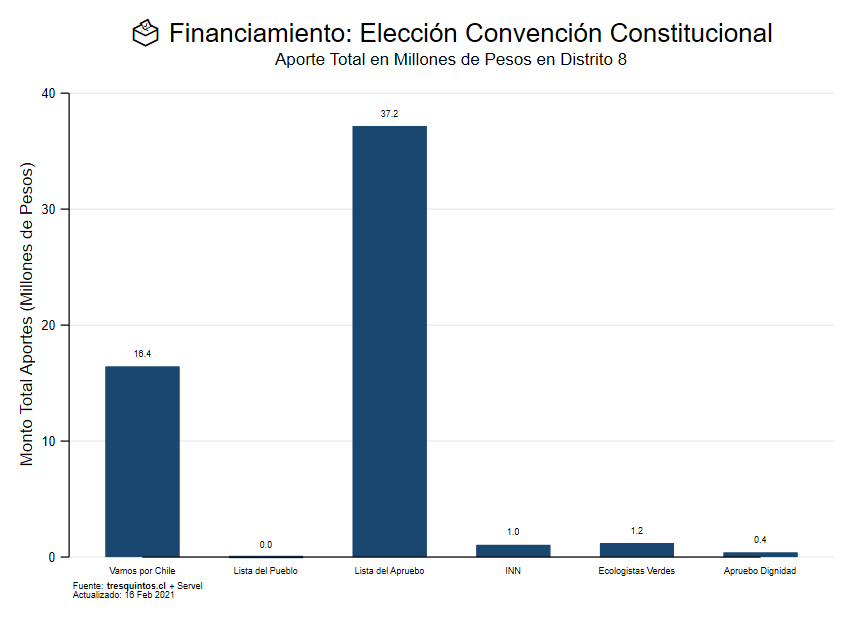 Financiamiento: Elección Convención Constitucional
Aporte Total en Millones de Pesos en Distrito 8
Monto Total Aportes (Millones de Pesos)
40
30
20
10
0
16.4
0.0
37.2
1.0
1.2
0.4
Vamos por Chile
Lista del Pueblo
Lista del Apruebo
INN
Ecologistas Verdes
Apruebo Dignidad
Fuente: tresquintos.cl + Servel
Actualizado: 16 Feb 2021